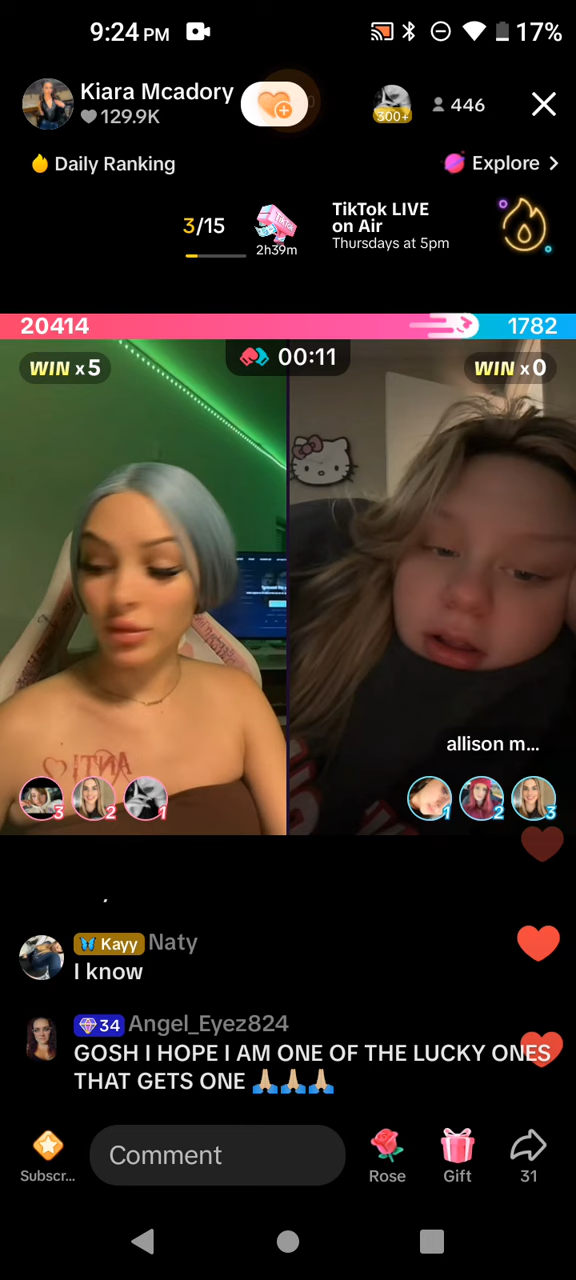 9:24 PM
17%
Kiara Mcadory
129.9K
300+
446
Daily Ranking
Explore >
3/15
TikTok
2h39m
TikTok LIVE
on Air
Thursdays at 5pm
20414
1782
WIN x5
00:11
WIN x0
ANTI
allison m...
3
2
1
1
2
3
Kayy Naty
I know
34 Angel_Eyez824
GOSH I HOPE I AM ONE OF THE LUCKY ONES
THAT GETS ONE 🙏🏼🙏🏼🙏🏼
Comment
Subscr...
Rose
Gift
31